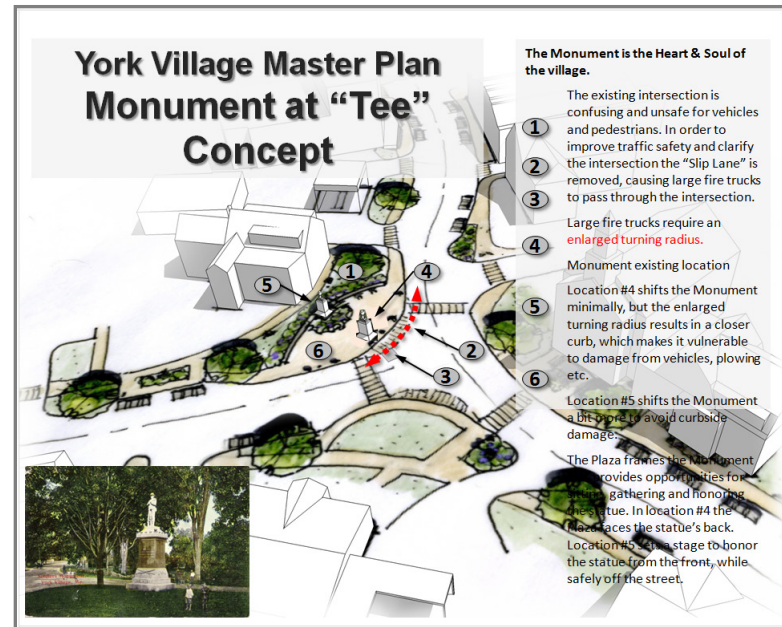 York Village Master Plan
Monument at “Tee”
Concept
The Monument is the Heart & Soul of
the village.
The existing intersection is
confusing and unsafe for vehicles
and pedestrians. In order to
improve traffic safety and clarify
the intersection the “Slip Lane” is
removed, causing large fire trucks
to pass through the intersection.
Large fire trucks require an
enlarged turning radius.
Monument existing location
Location #4 shifts the Monument
minimally, but the enlarged
turning radius results in a closer
curb, which makes it vulnerable
to damage from vehicles, plowing
etc.
Location #5 shifts the Monument
a bit more to avoid curbside
damage.
The Plaza frames the Monument
provides opportunities for
gathering and honoring
the statue. In location #4 the
Plaza faces the statue’s back.
Location #5 sets a stage to honor
the statue from the front, while
safely off the street.
1
2
3
4
5
6
1
4
5
6
2
3